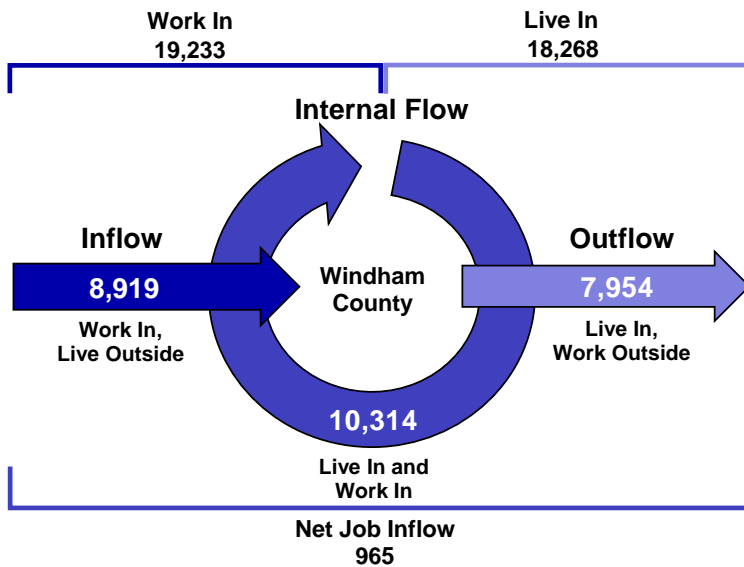 Work In
19,233
Live In
18,268
Internal Flow
Inflow
8,919
Work In,
Live Outside
Windham
County
Outflow
7,954
Live In,
Work Outside
10,314
Live In and
Work In
Net Job Inflow
965